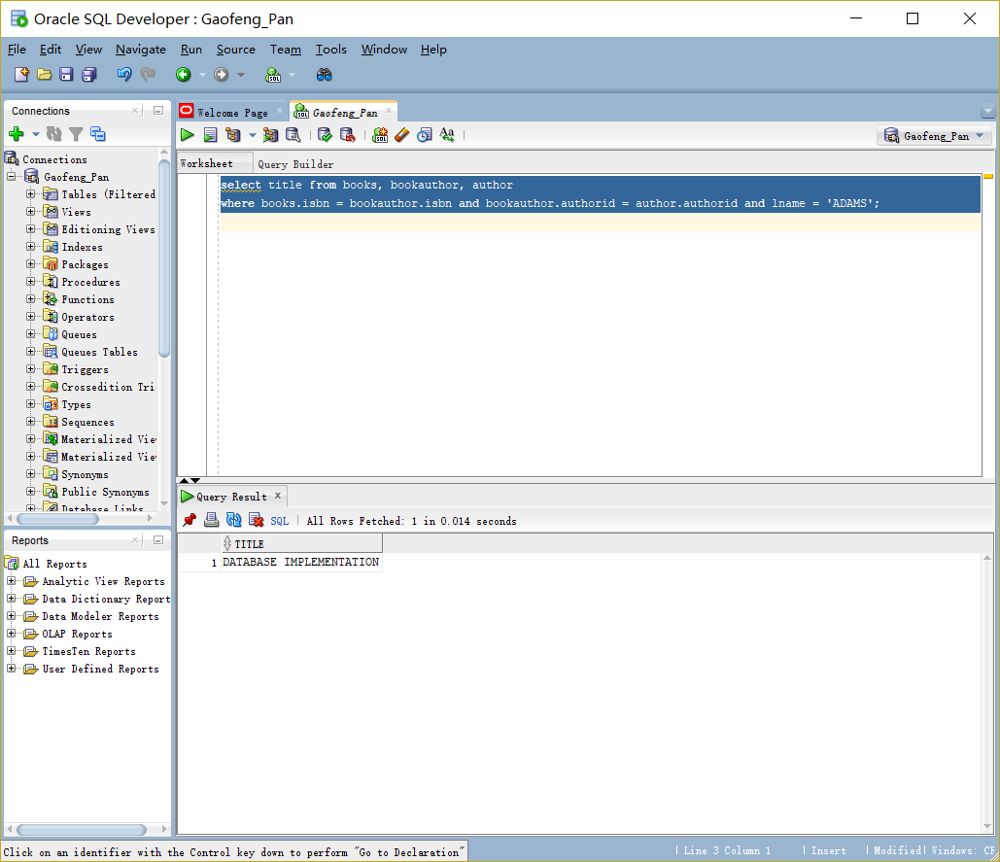 Oracle SQL Developer : Gaofeng_Pan
File Edit View Navigate Run Source Team Tools Window Help
Connections
Connections
Gaofeng_Pan
Tables (Filtered
Views
Editioning Views
Indexes
Packages
Procedures
Functions
Operators
Queues
Queues Tables
Triggers
Crossedition Tri
Types
Sequences
Materialized Vie
Materialized Vie
Synonyms
Public Synonyms
Database Links
Reports
All Reports
Analytic View Reports
Data Dictionary Report
Data Modeler Reports
OLAP Reports
TimesTen Reports
User Defined Reports
Welcome Page Gaofeng_Pan
Gaofeng_Pan
Worksheet Query Builder
select title from books, bookauthor, author
where books.isbn = bookauthor.isbn and bookauthor.authorid = author.authorid and lname = 'ADAMS';
Query Result x
SQL | All Rows Fetched: 1 in 0.014 seconds
TITLE
1 DATABASE IMPLEMENTATION
Click on an identifier with the Control key down to perform "Go to Declaration"
Line 3 Column 1 | Insert | Modified | Windows: CF